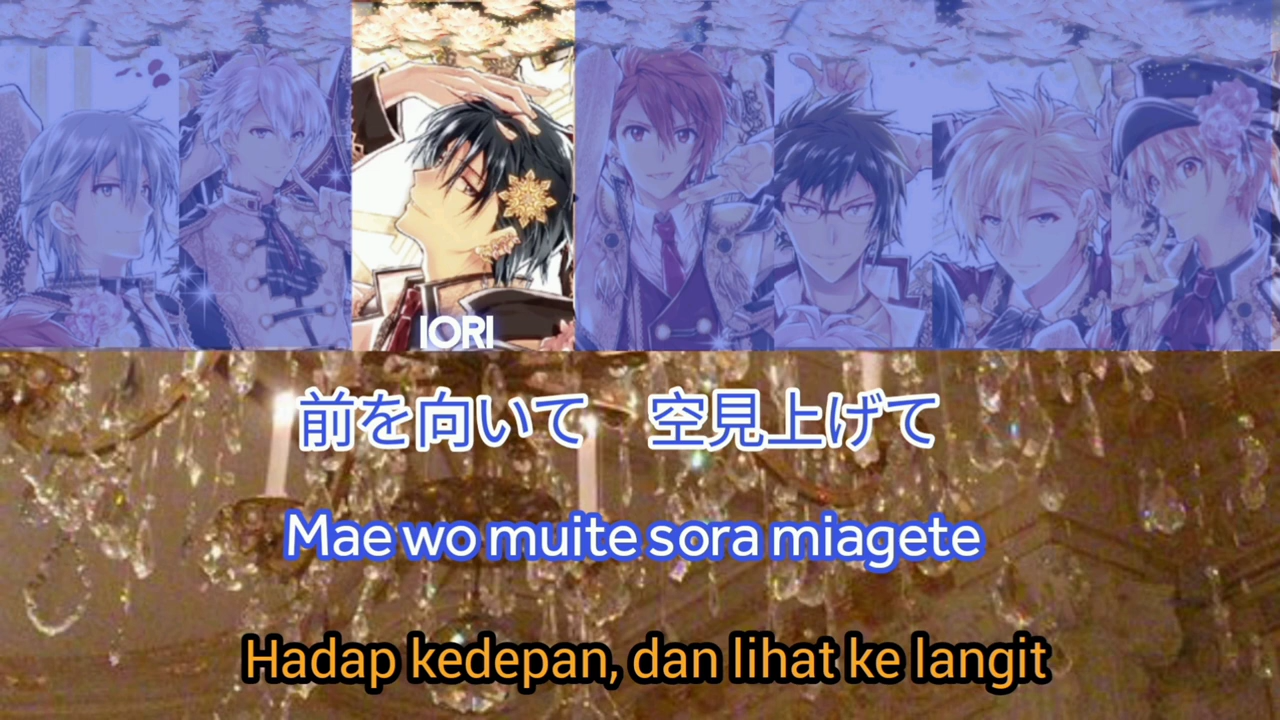 IORI
前を向いて　空見上げて
Mae wo muite sora miagete
Hadap kedepan, dan lihat ke langit